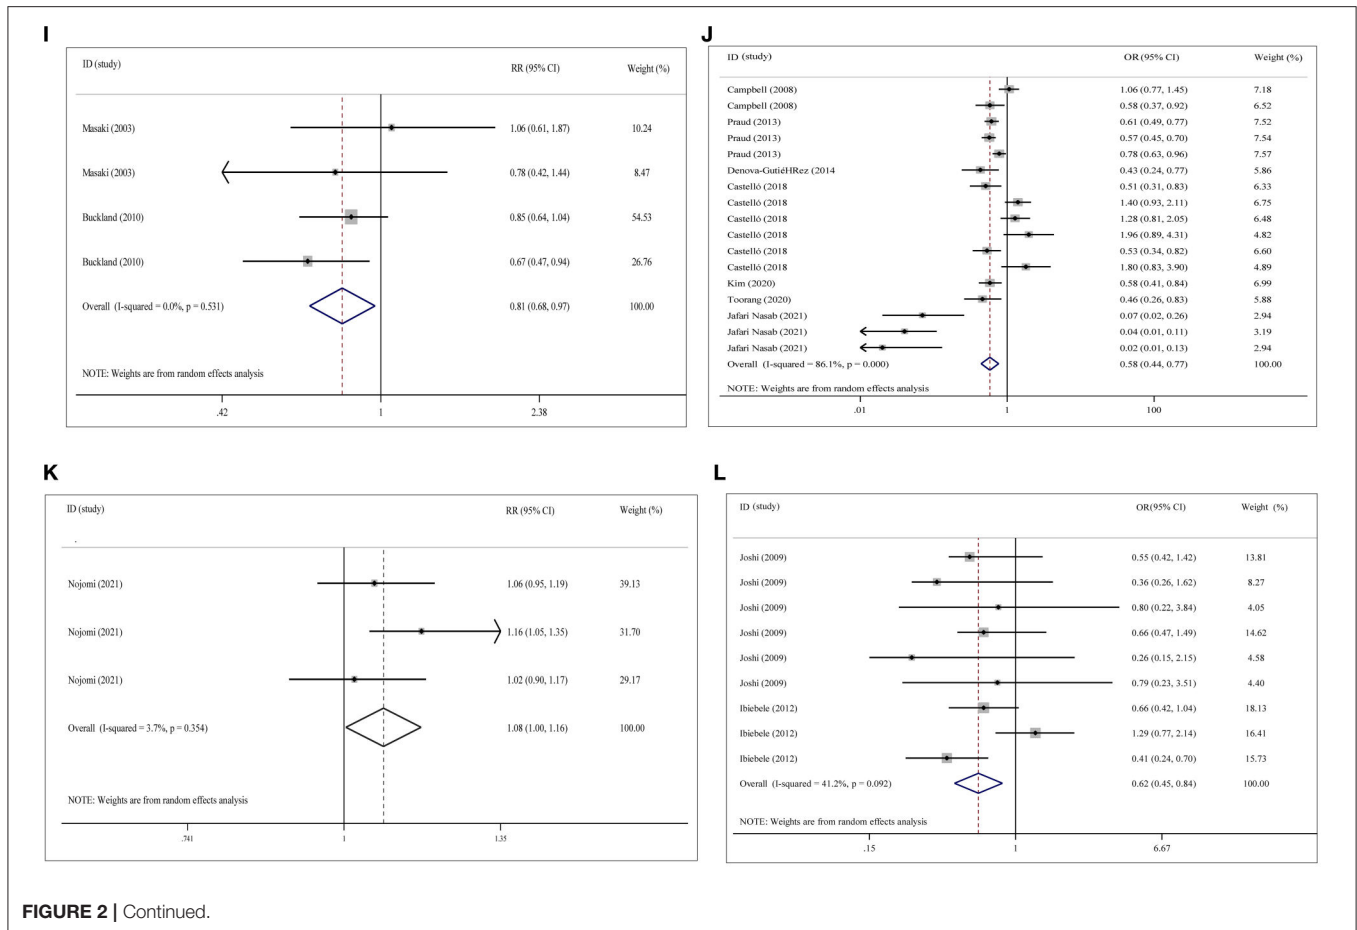 I
ID (study) RR (95% CI) Weight (%)
Masaki (2003) 1.06 (0.61, 1.87) 10.24
Masaki (2003) 0.78 (0.42, 1.44) 8.47
Buckland (2010) 0.85 (0.64, 1.04) 54.53
Buckland (2010) 0.67 (0.47, 0.94) 26.76
Overall (I-squared = 0.0%, p = 0.531) 0.81 (0.68, 0.97) 100.00
NOTE: Weights are from random effects analysis
.42 1 2.38
J
ID (study) OR (95% CI) Weight (%)
Campbell (2008) 1.06 (0.77, 1.45) 7.18
Campbell (2008) 0.58 (0.37, 0.92) 6.52
Praud (2013) 0.61 (0.49, 0.77) 7.52
Praud (2013) 0.57 (0.45, 0.70) 7.54
Praud (2013) 0.78 (0.63, 0.96) 7.57
Denova-GutiéHRez (2014 0.43 (0.24, 0.77) 5.86
Castelló (2018 0.51 (0.31, 0.83) 6.33
Castelló (2018 1.40 (0.93, 2.11) 6.75
Castelló (2018 1.28 (0.81, 2.05) 6.48
Castelló (2018 1.96 (0.89, 4.31) 4.82
Castelló (2018 0.53 (0.34, 0.82) 6.60
Castelló (2018 1.80 (0.83, 3.90) 4.89
Kim (2020) 0.58 (0.41, 0.84) 6.99
Toorang (2020) 0.46 (0.26, 0.83) 5.88
Jafari Nasab (2021) 0.07 (0.02, 0.26) 2.94
Jafari Nasab (2021) 0.04 (0.01, 0.11) 3.19
Jafari Nasab (2021) 0.02 (0.01, 0.13) 2.94
Overall (I-squared = 86.1%, p = 0.000) 0.58 (0.44, 0.77) 100.00
NOTE: Weights are from random effects analysis
.01 1 100
K
ID (study) RR (95% CI) Weight (%)
.
Nojomi (2021) 1.06 (0.95, 1.19) 39.13
Nojomi (2021) 1.16 (1.05, 1.35) 31.70
Nojomi (2021) 1.02 (0.90, 1.17) 29.17
Overall (I-squared = 3.7%, p = 0.354) 1.08 (1.00, 1.16) 100.00
NOTE: Weights are from random effects analysis
.741 1 1.35
L
ID (study) OR(95% CI) Weight (%)
Joshi (2009) 0.55 (0.42, 1.42) 13.81
Joshi (2009) 0.36 (0.26, 1.62) 8.27
Joshi (2009) 0.80 (0.22, 3.84) 4.05
Joshi (2009) 0.66 (0.47, 1.49) 14.62
Joshi (2009) 0.26 (0.15, 2.15) 4.58
Joshi (2009) 0.79 (0.23, 3.51) 4.40
Ibiebele (2012) 0.66 (0.42, 1.04) 18.13
Ibiebele (2012) 1.29 (0.77, 2.14) 16.41
Ibiebele (2012) 0.41 (0.24, 0.70) 15.73
Overall (I-squared = 41.2%, p = 0.092) 0.62 (0.45, 0.84) 100.00
NOTE: Weights are from random effects analysis
.15 1 6.67
FIGURE 2 | Continued.